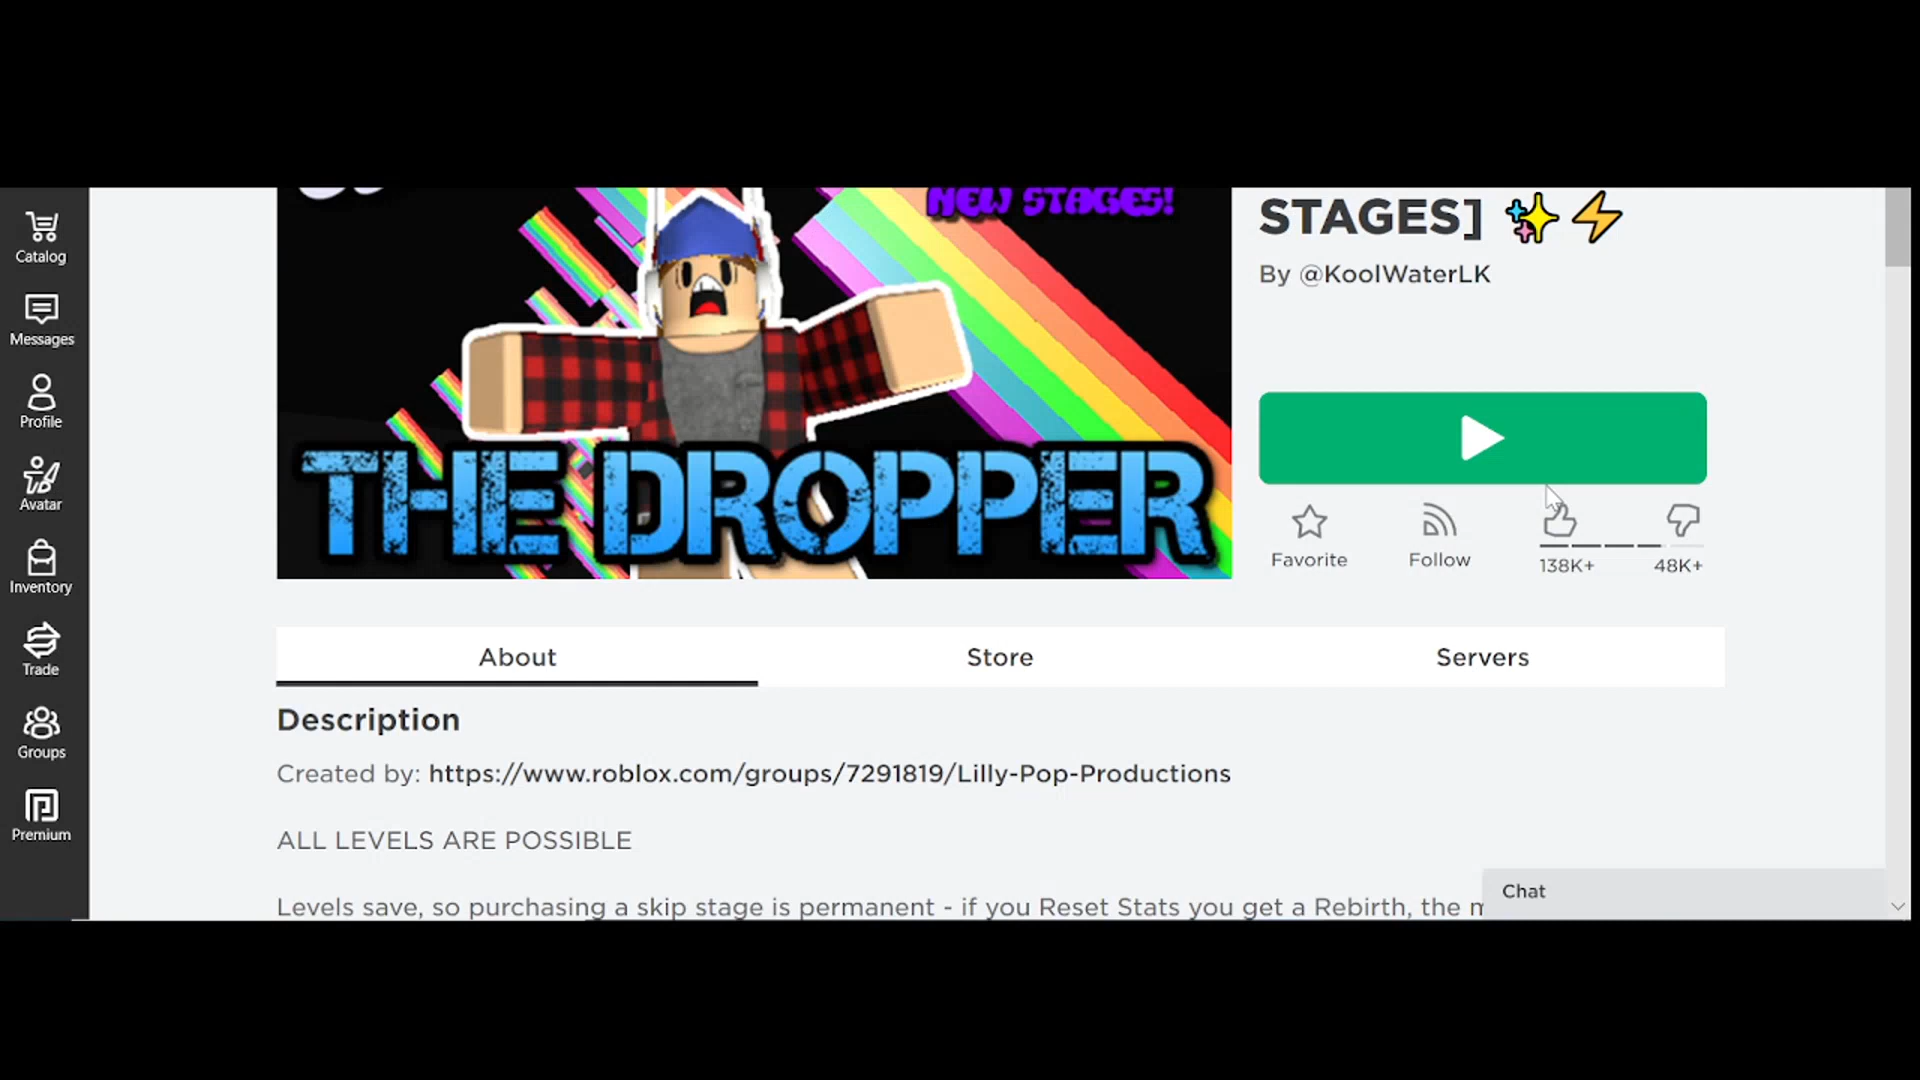 Catalog
Messages
Profile
Avatar
Inventory
Trade
Groups
Premium
NEW STAGES!
THE DROPPER
STAGES] ✨⚡
By @KoolWaterLK
Favorite
Follow
138K+
48K+
About
Store
Servers
Description
Created by: https://www.roblox.com/groups/7291819/Lilly-Pop-Productions
ALL LEVELS ARE POSSIBLE
Levels save, so purchasing a skip stage is permanent - if you Reset Stats you get a Rebirth, the
Chat